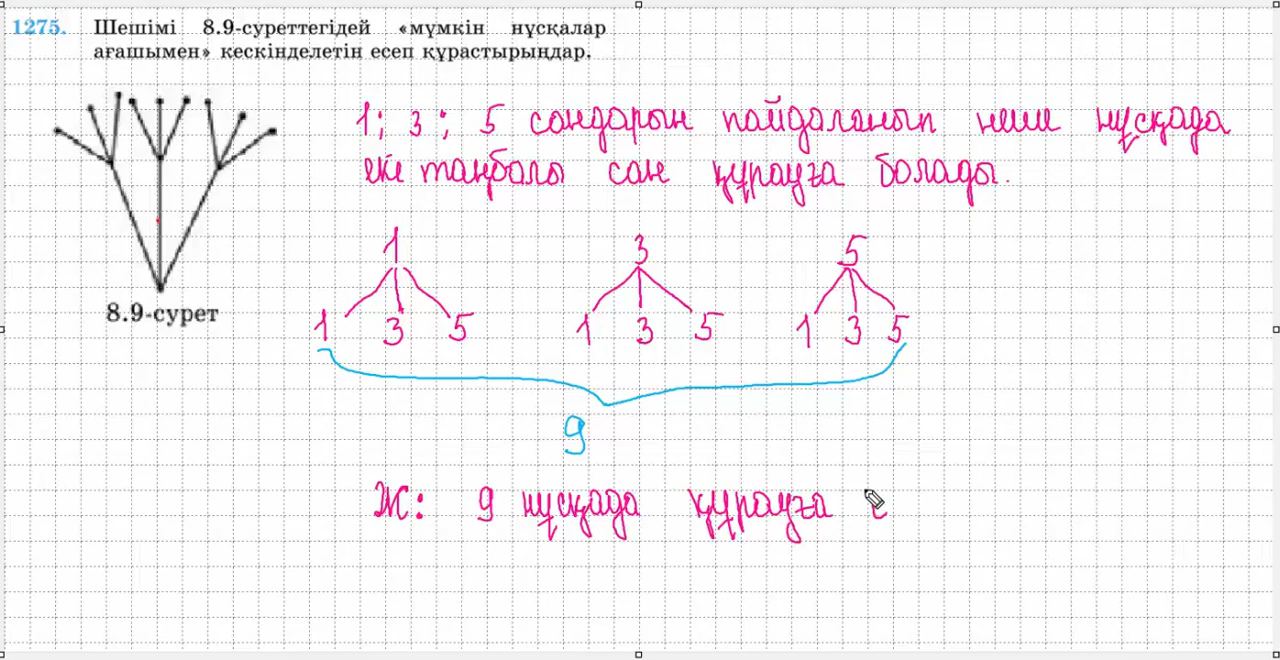 1275. Шешімі 8.9-суреттегідей «мүмкін нұсқалар
ағашымен» кескінделетін есеп құрастырыңдар.
8.9-сурет
1; 3; 5 сандарын пайдаланып неше нұсқада
екі таңбалы сан құрауға болады.
1 3 5
1 3 5 1 3 5 1 3 5
9
Ж: 9 нұсқада құрауға